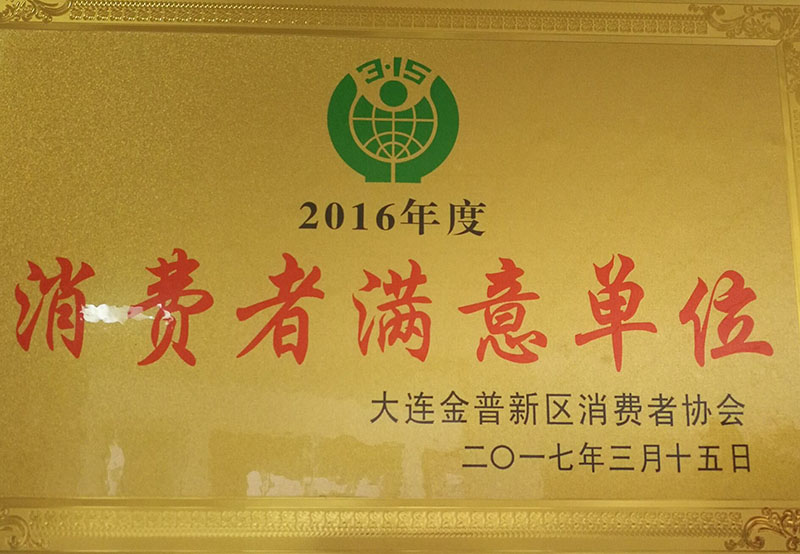 3·15
2016年度
消费者满意单位
大连金普新区消费者协会
二〇一七年三月十五日